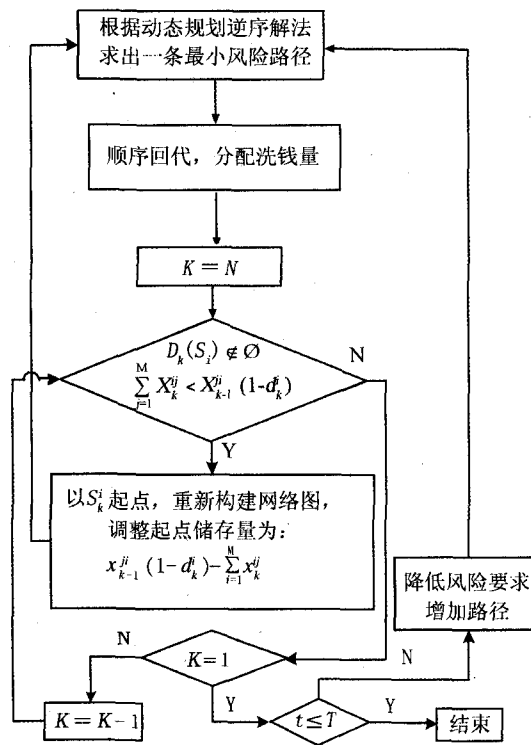 根据动态规划逆序解法
求出一条最小风险路径
顺序回代，分配洗钱量
K = N
D_k(S_i) ∉ Ø
N
∑_{j=1}^{M} X_k^{ij} < X_{k-1}^{ji} (1-d_k^i)
Y
以S_k^i起点，重新构建网络图，
调整起点储存量为：
x_{k-1}^{ji} (1-d_k^i)-∑_{i=1}^{M} x_k^{ij}
降低风险要求
增加路径
N
K=1
N
Y
Y
K=K-1
t≤T
结束